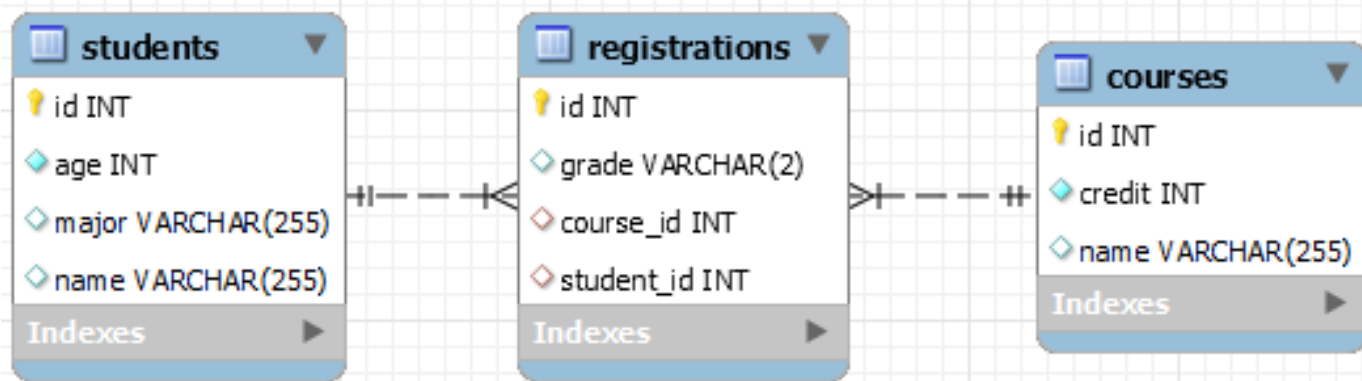 students
id INT
age INT
major VARCHAR(255)
name VARCHAR(255)
Indexes
registrations
id INT
grade VARCHAR(2)
course_id INT
student_id INT
Indexes
courses
id INT
credit INT
name VARCHAR(255)
Indexes